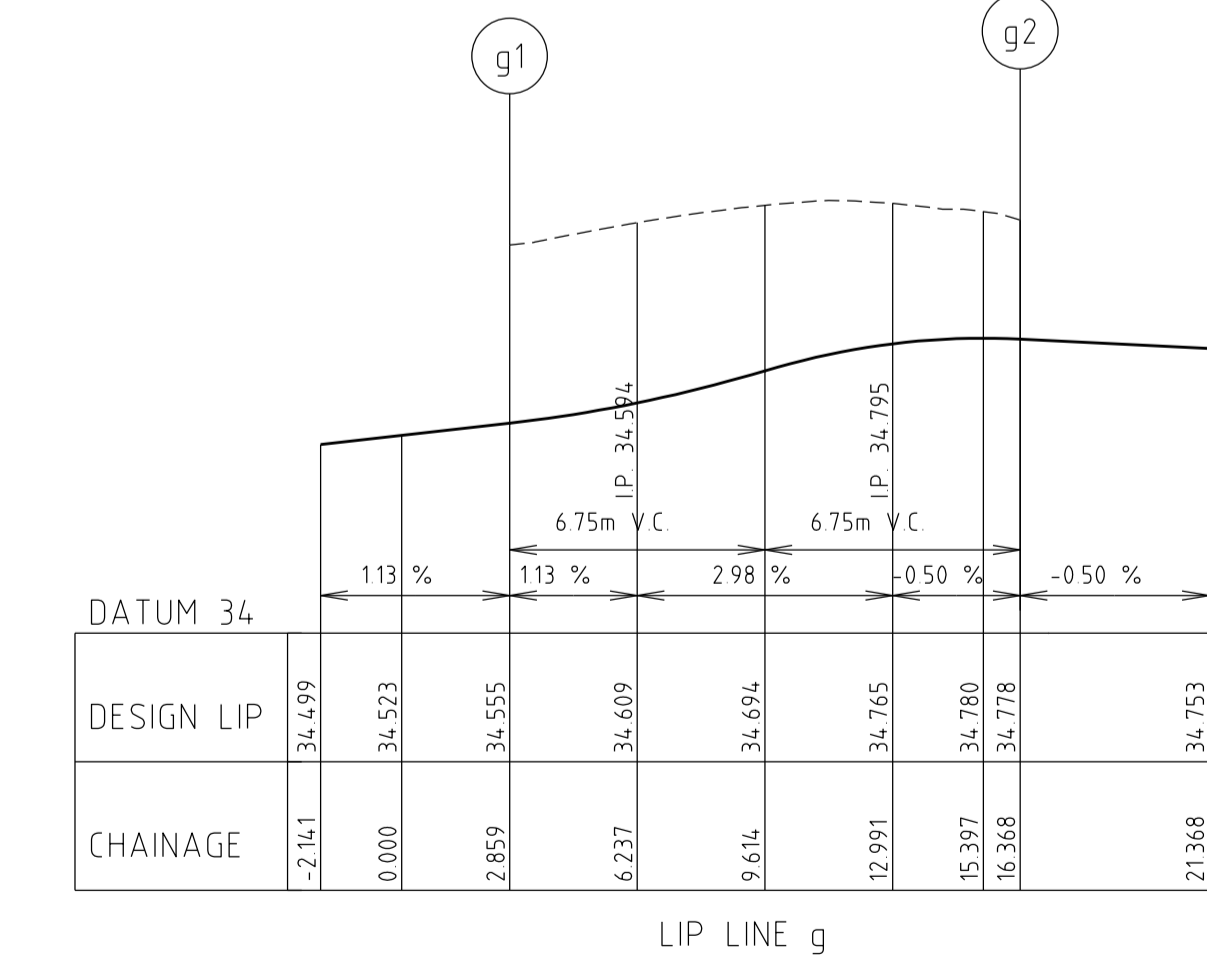 g1
g2
I.P. 34.594
I.P. 34.795
6.75m V.C.
6.75m V.C.
1.13 %
1.13 %
2.98 %
-0.50 %
-0.50 %
DATUM 34
DESIGN LIP
34.499
34.523
34.555
34.609
34.694
34.765
34.780
34.778
34.753
CHAINAGE
-2.141
0.000
2.859
6.237
9.614
12.991
15.397
16.368
21.368
LIP LINE g